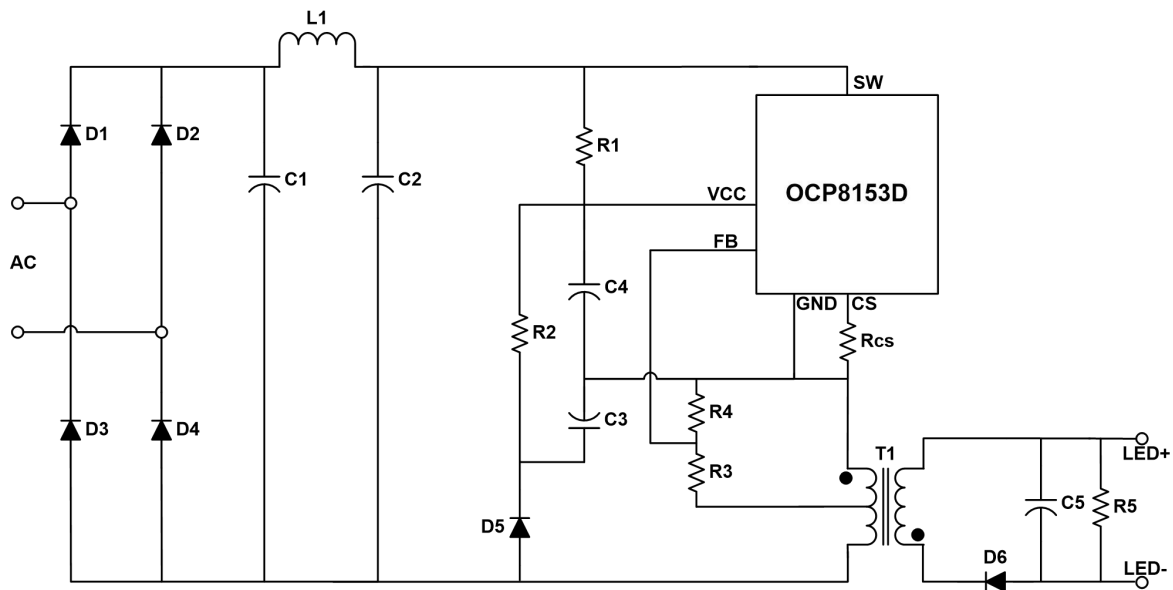 L1
SW
D1
D2
R1
C1
C2
OCP8153D
VCC
FB
AC
C4
GND
CS
R2
Rcs
C3
R4
R3
T1
LED+
C5
R5
D5
D6
LED-
D3
D4